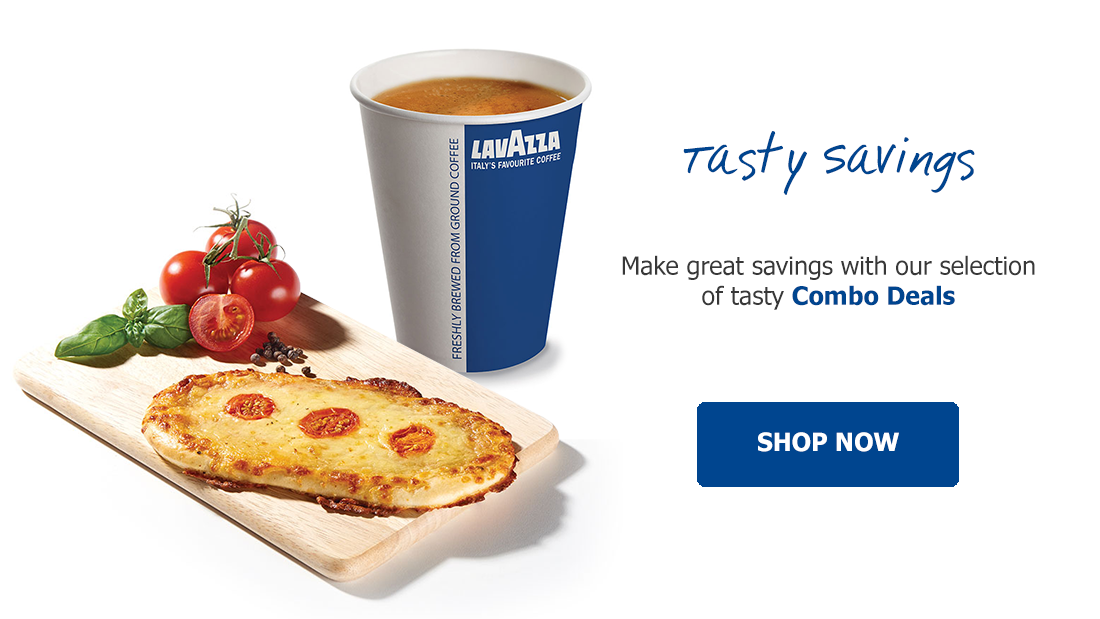 LAVAZZA
ITALY'S FAVOURITE COFFEE
FRESHLY BREWED FROM GROUND COFFEE
Tasty savings
Make great savings with our selection
of tasty Combo Deals
SHOP NOW